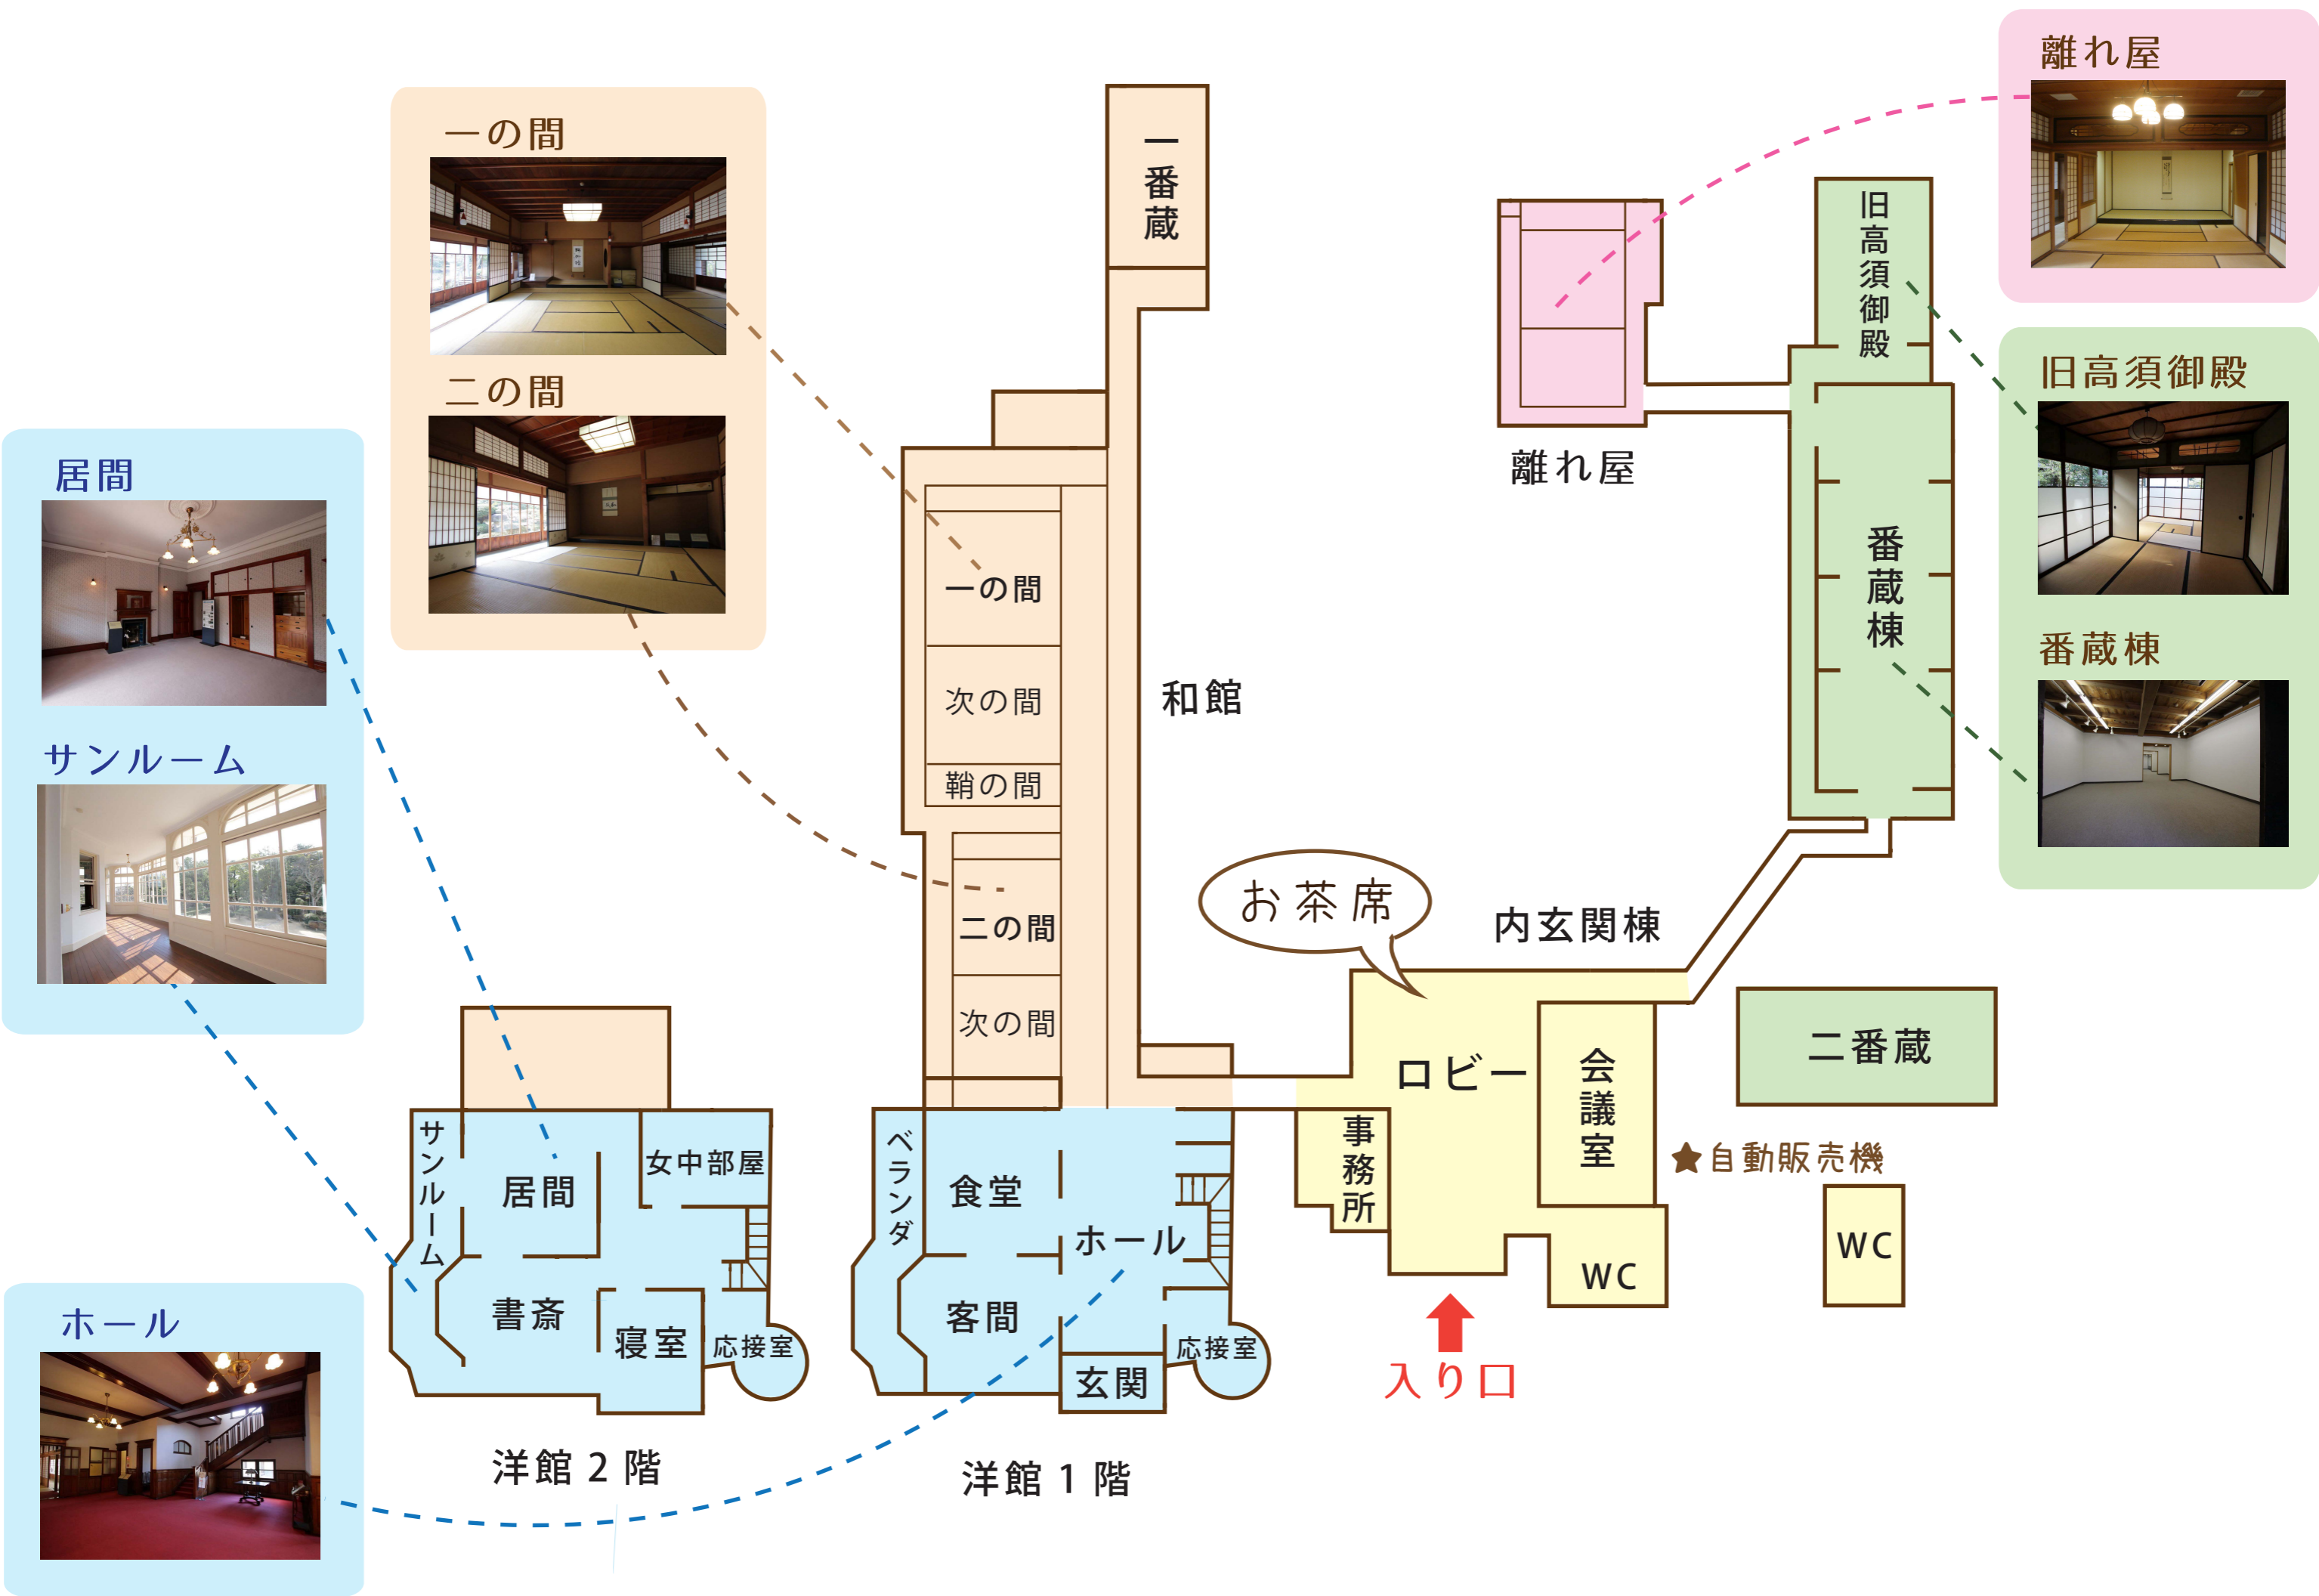 離れ屋
旧高須御殿
番蔵棟
一の間
二の間
居間
サンルーム
ホール
一番蔵
一の間
次の間
鞘の間
二の間
次の間
和館
離れ屋
旧高須御殿
番蔵棟
お茶席
内玄関棟
ロビー
会議室
事務所
WC
二番蔵
★自動販売機
WC
入り口
サンルーム
居間
女中部屋
書斎
寝室
応接室
洋館2階
ベランダ
食堂
ホール
客間
玄関
応接室
洋館1階